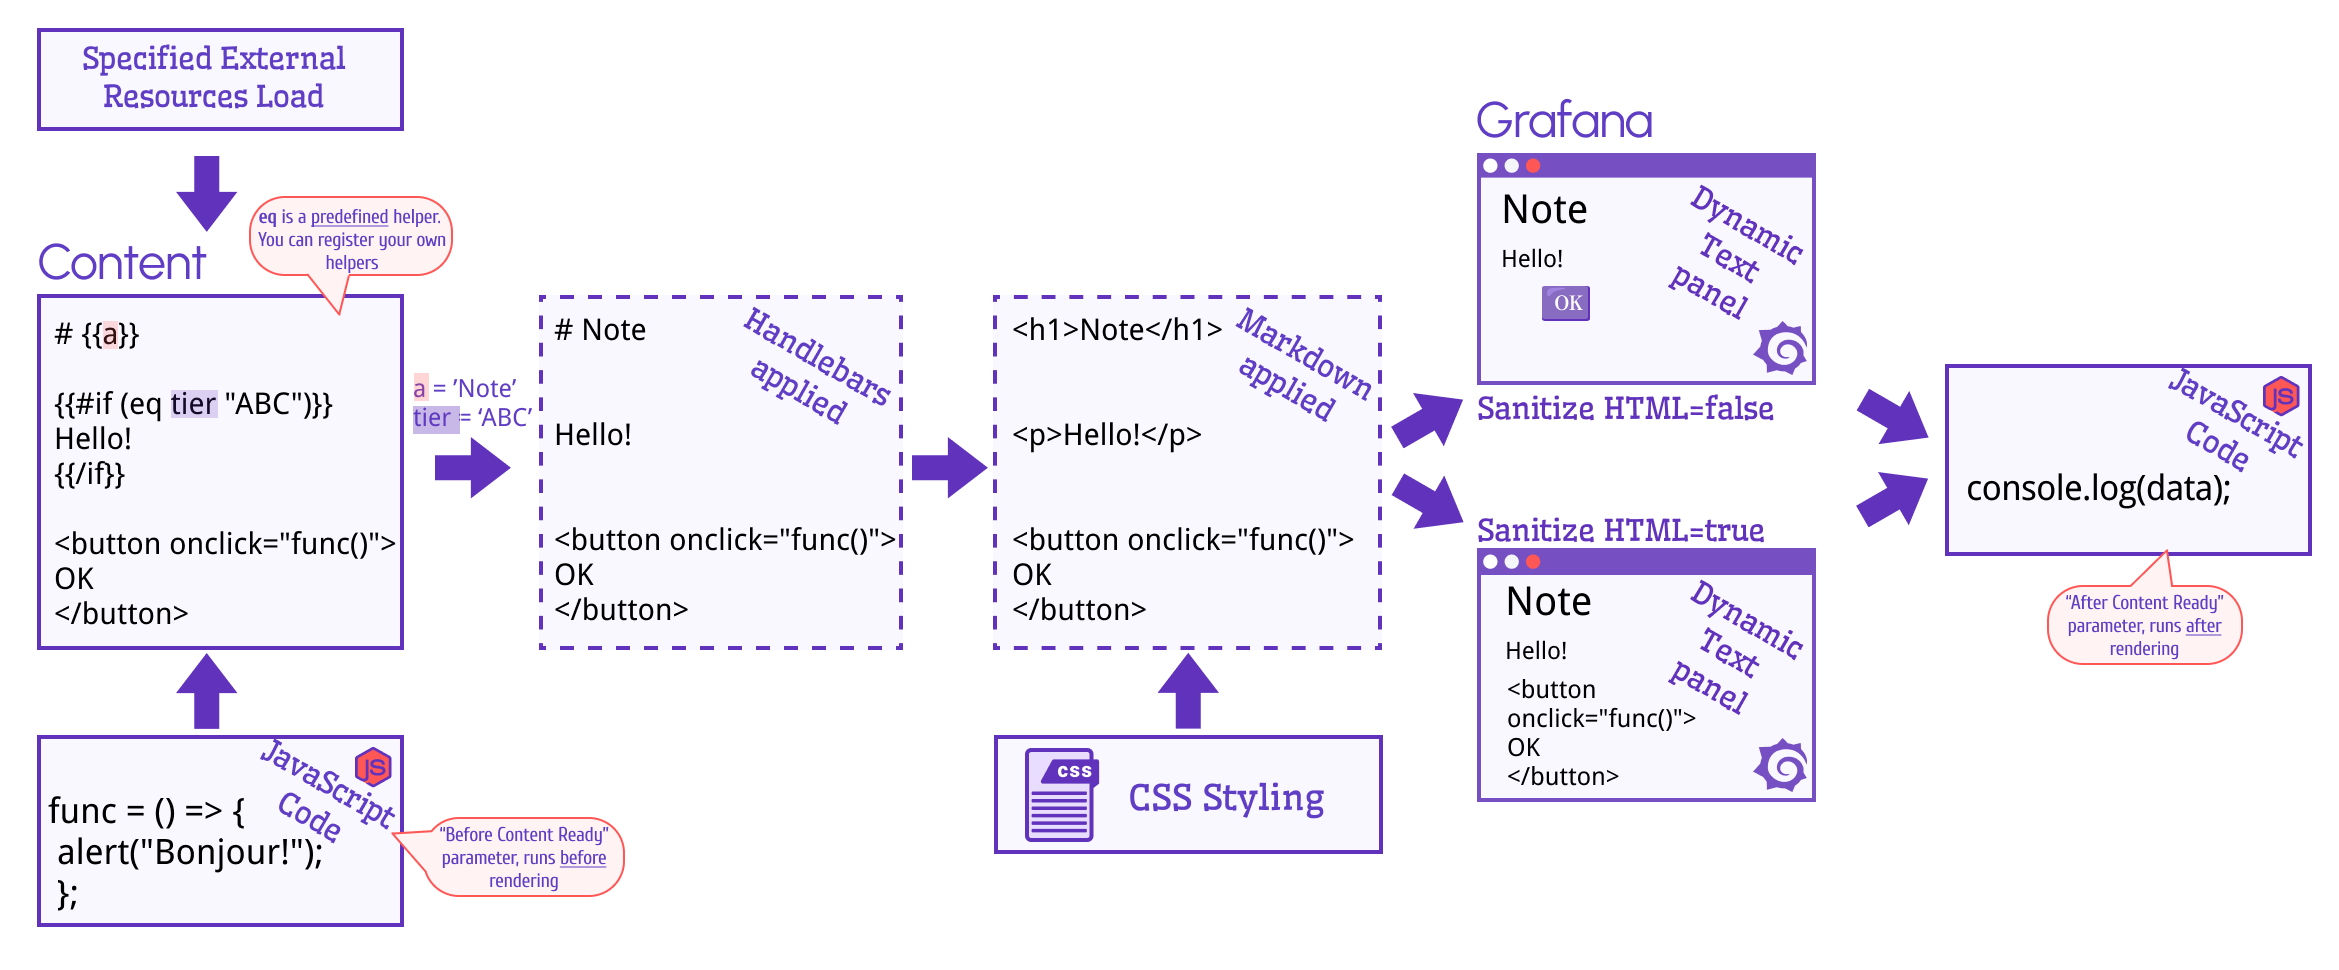 Specified External
Resources Load
Content
eq is a predefined helper.
You can register your own
helpers
# {{a}}
{{#if (eq tier "ABC")}}
Hello!
{{/if}}
<button onclick="func()">
OK
</button>
JavaScript
Code
JS
func = () => {
alert("Bonjour!");
};
“Before Content Ready”
parameter, runs before
rendering
a = ’Note’
tier = ‘ABC’
Handlebars
applied
# Note
Hello!
<button onclick="func()">
OK
</button>
Markdown
applied
<h1>Note</h1>
<p>Hello!</p>
<button onclick="func()">
OK
</button>
CSS
CSS Styling
Grafana
Note
Hello!
OK
Dynamic
Text
panel
Sanitize HTML=false
Sanitize HTML=true
Note
Hello!
<button
onclick="func()">
OK
</button>
Dynamic
Text
panel
JavaScript
Code
JS
console.log(data);
“After Content Ready”
parameter, runs after
rendering